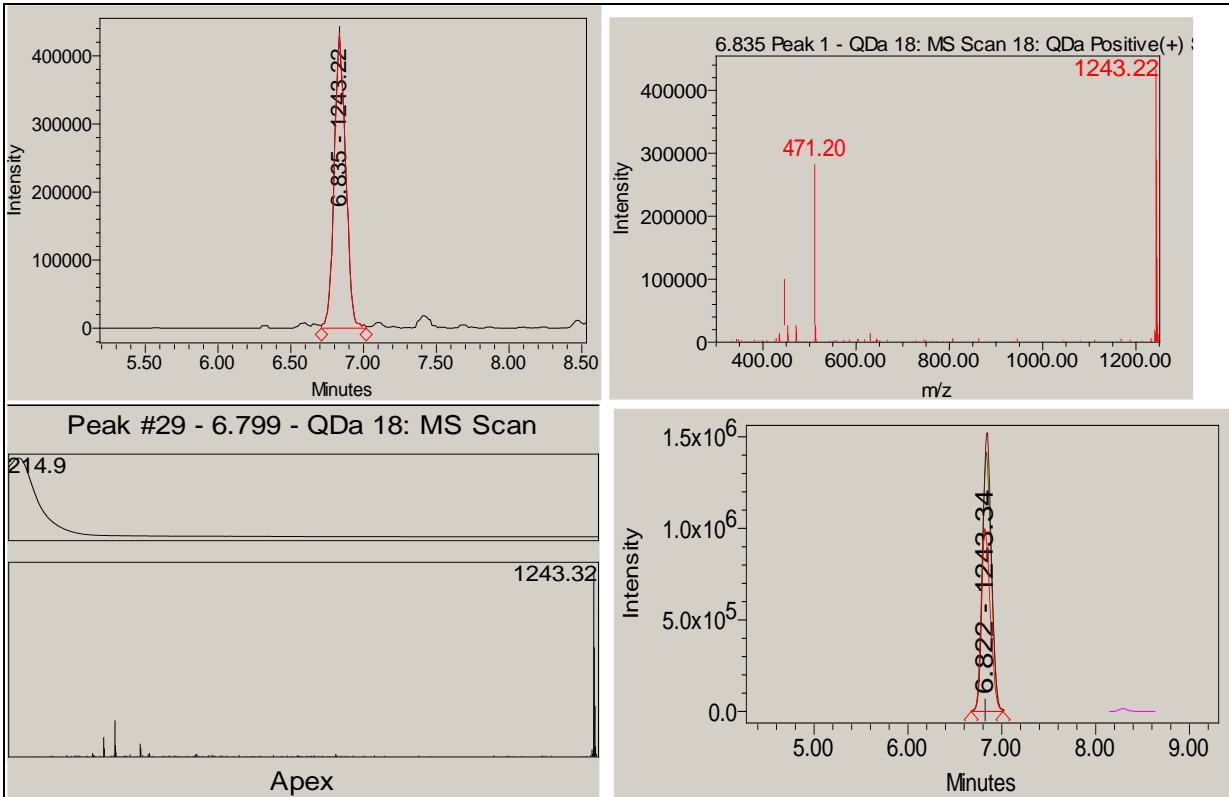 400000
300000
200000
100000
0
Intensity
6.835 - 1243.22
5.50 6.00 6.50 7.00 7.50 8.00 8.50
Minutes
6.835 Peak 1 - QDa 18: MS Scan 18: QDa Positive(+)
1243.22
471.20
400000
300000
200000
100000
0
Intensity
400.00 600.00 800.00 1000.00 1200.00
m/z
Peak #29 - 6.799 - QDa 18: MS Scan
214.9
1243.32
Apex
1.5x10⁶
1.0x10⁶
5.0x10⁵
0.0
Intensity
6.822 - 1243.34
5.00 6.00 7.00 8.00 9.00
Minutes